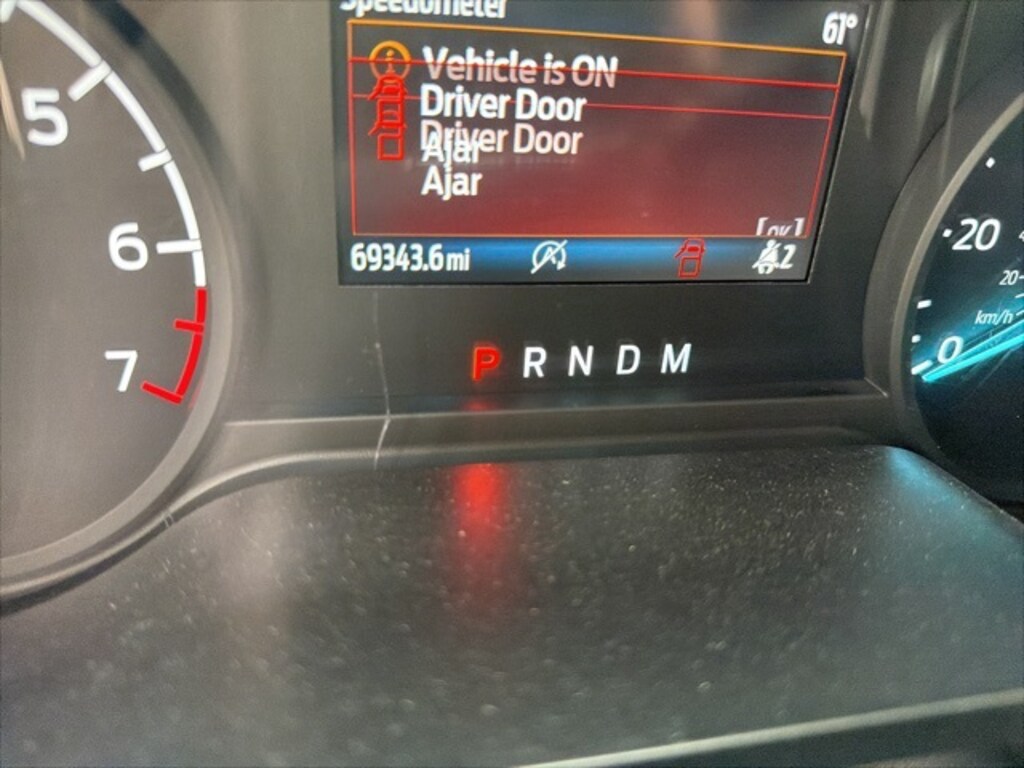 Speedometer
61°
Vehicle is ON
Driver Door
Driver Door
Ajar
Ajar
[OK]
69343.6 mi
2
P R N D M
5
6
7
20
20
km/h
0